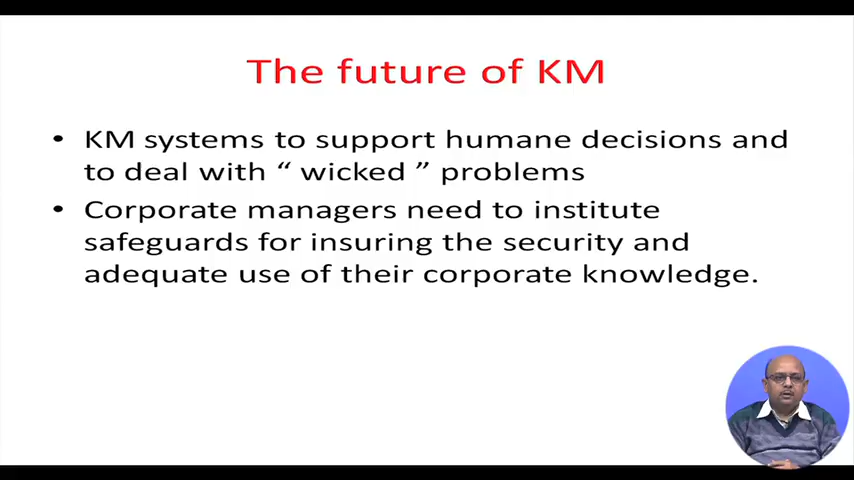 The future of KM
• KM systems to support humane decisions and
to deal with “ wicked ” problems
• Corporate managers need to institute
safeguards for insuring the security and
adequate use of their corporate knowledge.